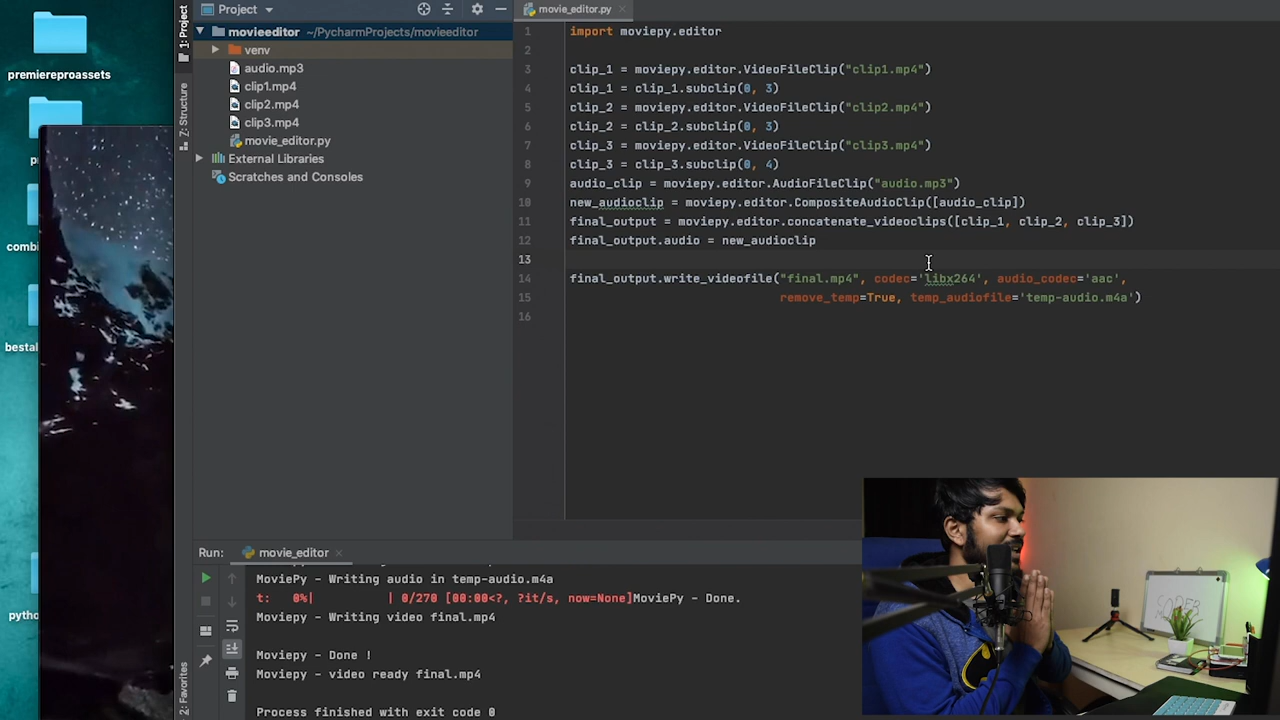 premiereproassets
combi
bestal
pytho
1: Project
7: Structure
2: Favorites
Project
movieeditor ~/PycharmProjects/movieeditor
venv
audio.mp3
clip1.mp4
clip2.mp4
clip3.mp4
movie_editor.py
External Libraries
Scratches and Consoles
movie_editor.py
1 import moviepy.editor
2
3 clip_1 = moviepy.editor.VideoFileClip("clip1.mp4")
4 clip_1 = clip_1.subclip(0, 3)
5 clip_2 = moviepy.editor.VideoFileClip("clip2.mp4")
6 clip_2 = clip_2.subclip(0, 3)
7 clip_3 = moviepy.editor.VideoFileClip("clip3.mp4")
8 clip_3 = clip_3.subclip(0, 4)
9 audio_clip = moviepy.editor.AudioFileClip("audio.mp3")
10 new_audioclip = moviepy.editor.CompositeAudioClip([audio_clip])
11 final_output = moviepy.editor.concatenate_videoclips([clip_1, clip_2, clip_3])
12 final_output.audio = new_audioclip
13
14 final_output.write_videofile("final.mp4", codec='libx264', audio_codec='aac',
15 remove_temp=True, temp_audiofile='temp-audio.m4a')
16
Run: movie_editor
MoviePy - Writing audio in temp-audio.m4a
t:   0%|          | 0/270 [00:00<?, ?it/s, now=None]MoviePy - Done.
MoviePy - Writing video final.mp4
Moviepy - Done !
Moviepy - video ready final.mp4
Process finished with exit code 0